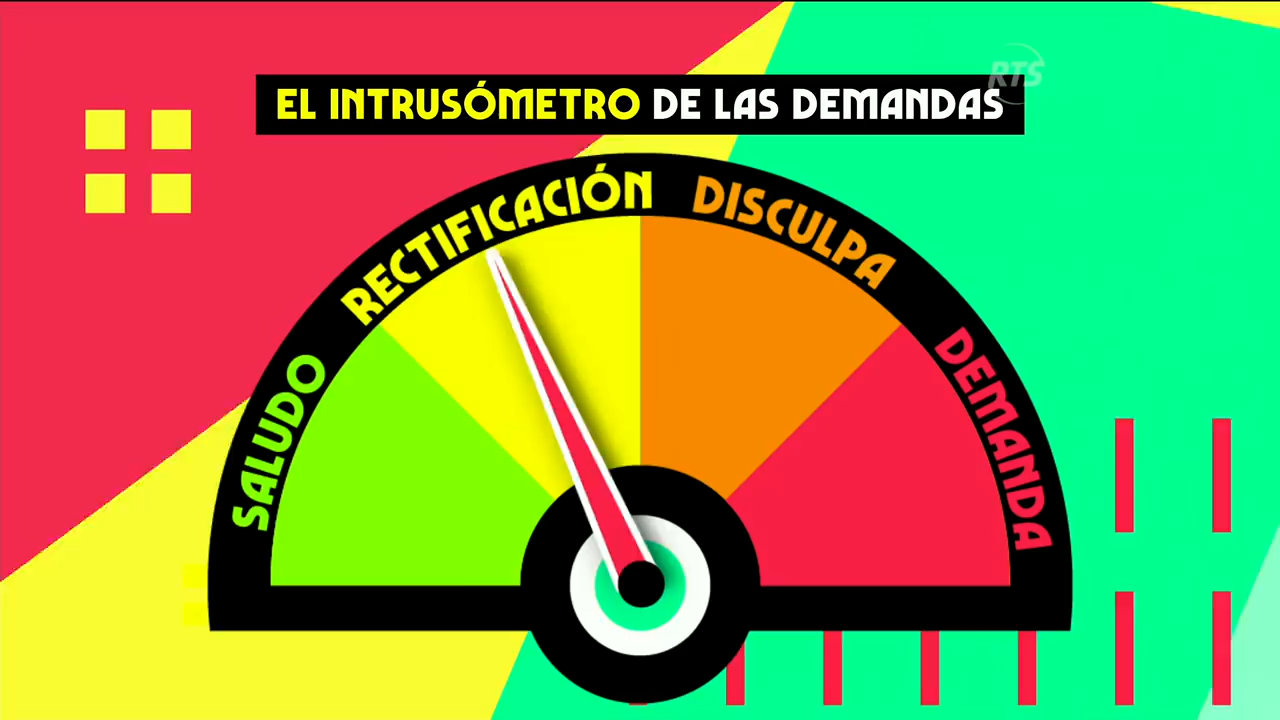 RTS
EL INTRUSÓMETRO DE LAS DEMANDAS
SALUDO
RECTIFICACIÓN
DISCULPA
DEMANDA